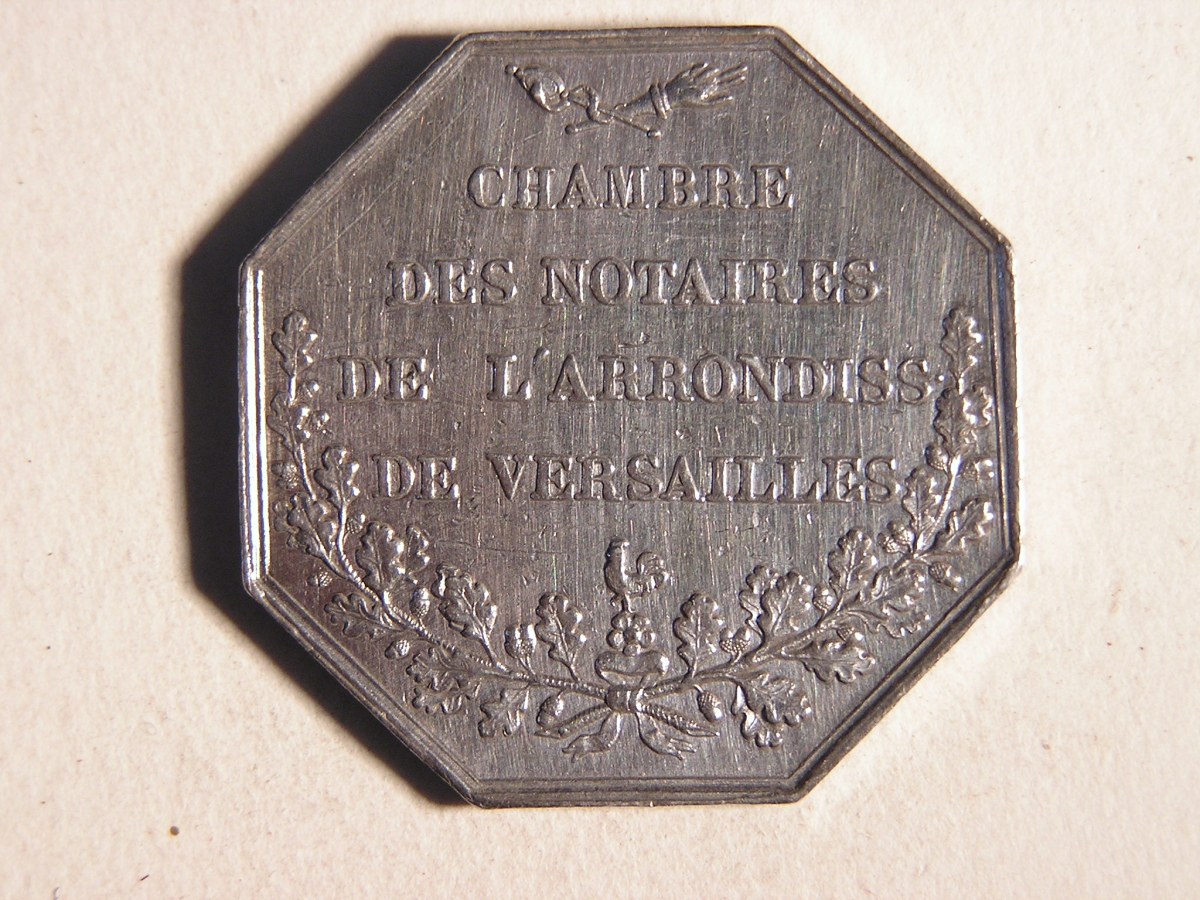 CHAMBRE
DES NOTAIRES
DE L'ARRONDISS.
DE VERSAILLES